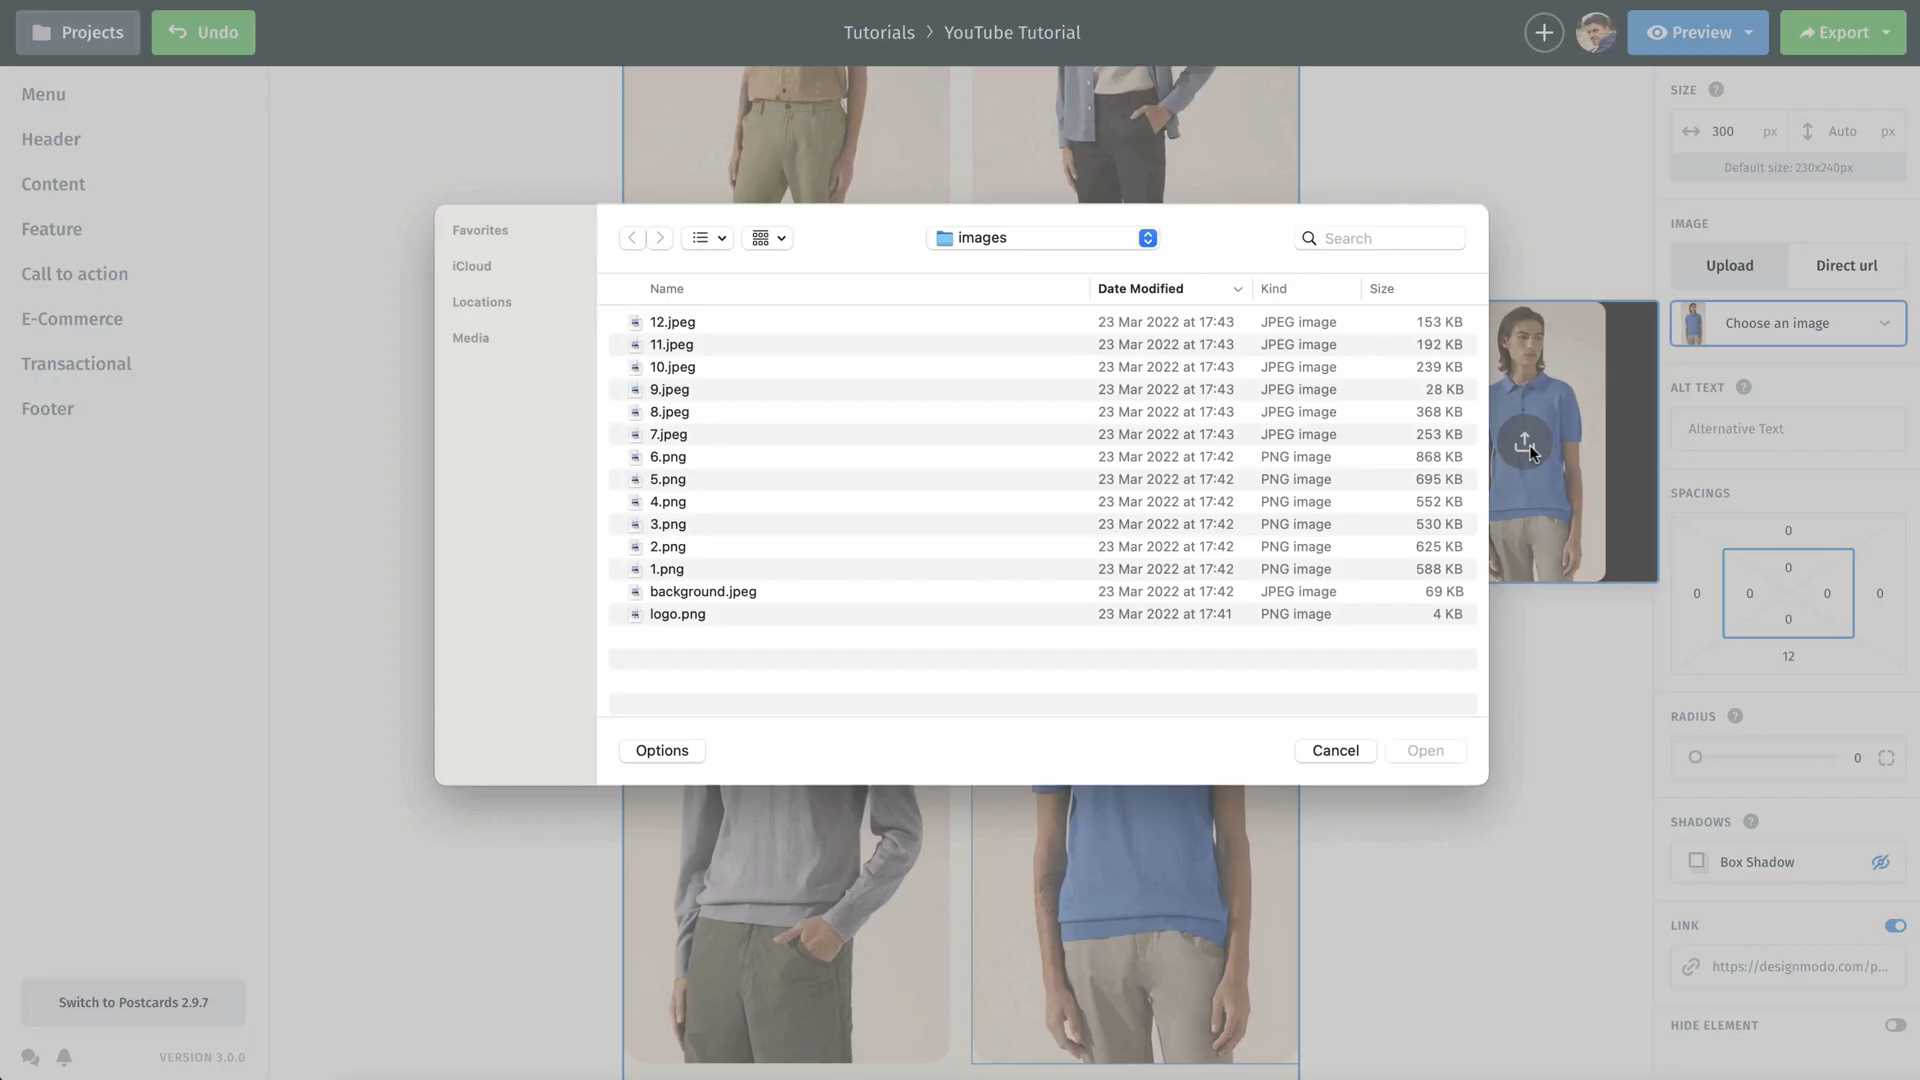 Projects
Undo
Tutorials > YouTube Tutorial
Preview
Export
Menu
Header
Content
Feature
Call to action
E-Commerce
Transactional
Footer
Switch to Postcards 2.9.7
VERSION 3.0.0
Favorites
iCloud
Locations
Media
images
Search
Name Date Modified Kind Size
12.jpeg 23 Mar 2022 at 17:43 JPEG image 153 KB
11.jpeg 23 Mar 2022 at 17:43 JPEG image 192 KB
10.jpeg 23 Mar 2022 at 17:43 JPEG image 239 KB
9.jpeg 23 Mar 2022 at 17:43 JPEG image 28 KB
8.jpeg 23 Mar 2022 at 17:43 JPEG image 368 KB
7.jpeg 23 Mar 2022 at 17:43 JPEG image 253 KB
6.png 23 Mar 2022 at 17:42 PNG image 868 KB
5.png 23 Mar 2022 at 17:42 PNG image 695 KB
4.png 23 Mar 2022 at 17:42 PNG image 552 KB
3.png 23 Mar 2022 at 17:42 PNG image 530 KB
2.png 23 Mar 2022 at 17:42 PNG image 625 KB
1.png 23 Mar 2022 at 17:42 PNG image 588 KB
background.jpeg 23 Mar 2022 at 17:42 JPEG image 69 KB
logo.png 23 Mar 2022 at 17:41 PNG image 4 KB
Options
Cancel
Open
SIZE ?
300 px Auto px
Default size: 230x240px
IMAGE
Upload Direct url
Choose an image
ALT TEXT ?
Alternative Text
SPACINGS
0
0
0 0 0 0
0
12
RADIUS ?
0
SHADOWS ?
Box Shadow
LINK
https://designmodo.com/p...
HIDE ELEMENT